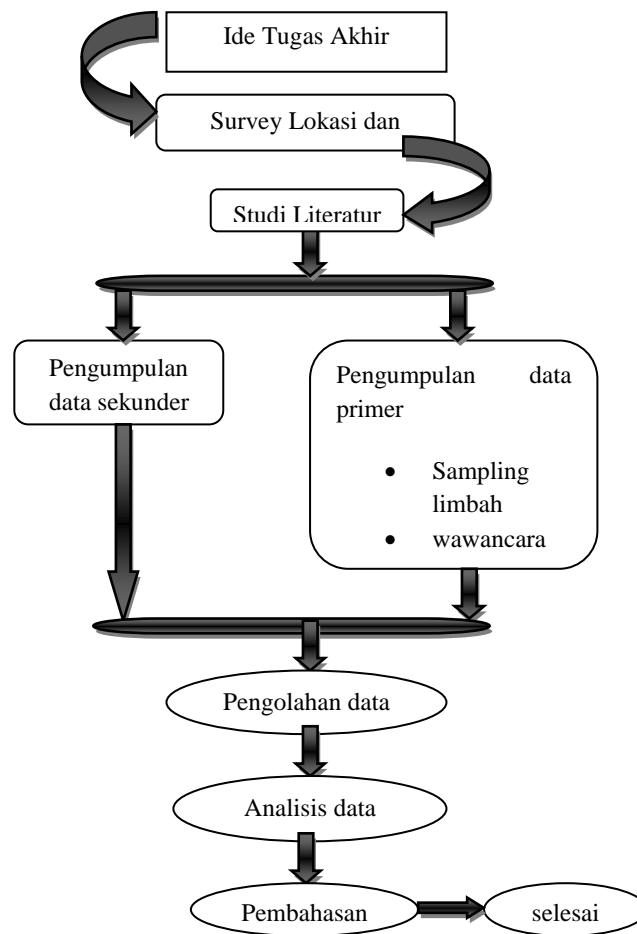 Ide Tugas Akhir
Survey Lokasi dan
Studi Literatur
Pengumpulan
data sekunder
Pengumpulan data
primer
• Sampling
limbah
• wawancara
Pengolahan data
Analisis data
Pembahasan
selesai